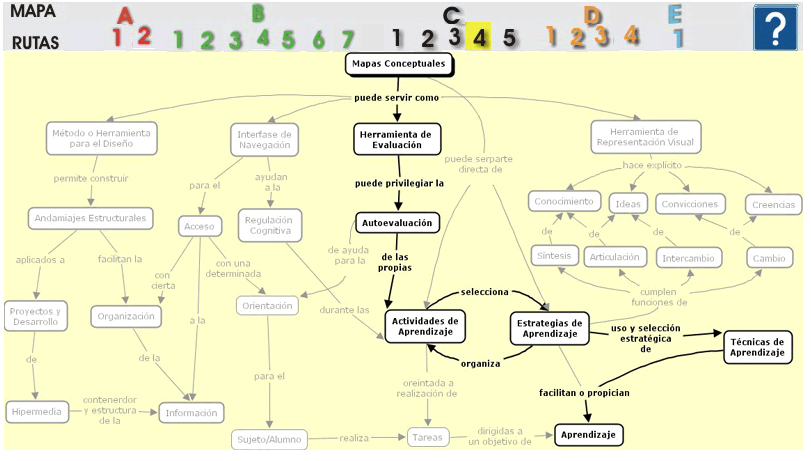 MAPA
A B C D E
RUTAS
1 2 1 2 3 4 5 6 7 1 2 3 4 5 1 2 3 4 1
?
Mapas Conceptuales
puede servir como
Método o Herramienta
para el Diseño
Interfase de
Navegación
Herramienta de
Evaluación
Herramienta de
Representación Visual
puede serparte
directa de
hace explícito
permite construir
para el
ayudan
a la
puede privilegiar la
Conocimiento
Ideas
Convicciones
Creencias
Andamiajes Estructurales
Acceso
Regulación
Cognitiva
Autoevaluación
de
de
de
de
aplicados a
facilitan la
con
cierta
con una
determinada
de ayuda
para la
de las
propias
Síntesis
Articulación
Intercambio
Cambio
cumplen
funciones de
Proyectos y
Desarrollo
Organización
a la
Orientación
durante las
selecciona
Actividades de
Aprendizaje
Estrategias de
Aprendizaje
uso y selección
estratégica
de
Técnicas de
Aprendizaje
organiza
de
de la
para el
oreintada a
realización de
facilitan o propician
Hipermedia
contenerdor
y estructura
de la
Información
Sujeto/Alumno
realiza
Tareas
dirigidas a
un objetivo de
Aprendizaje